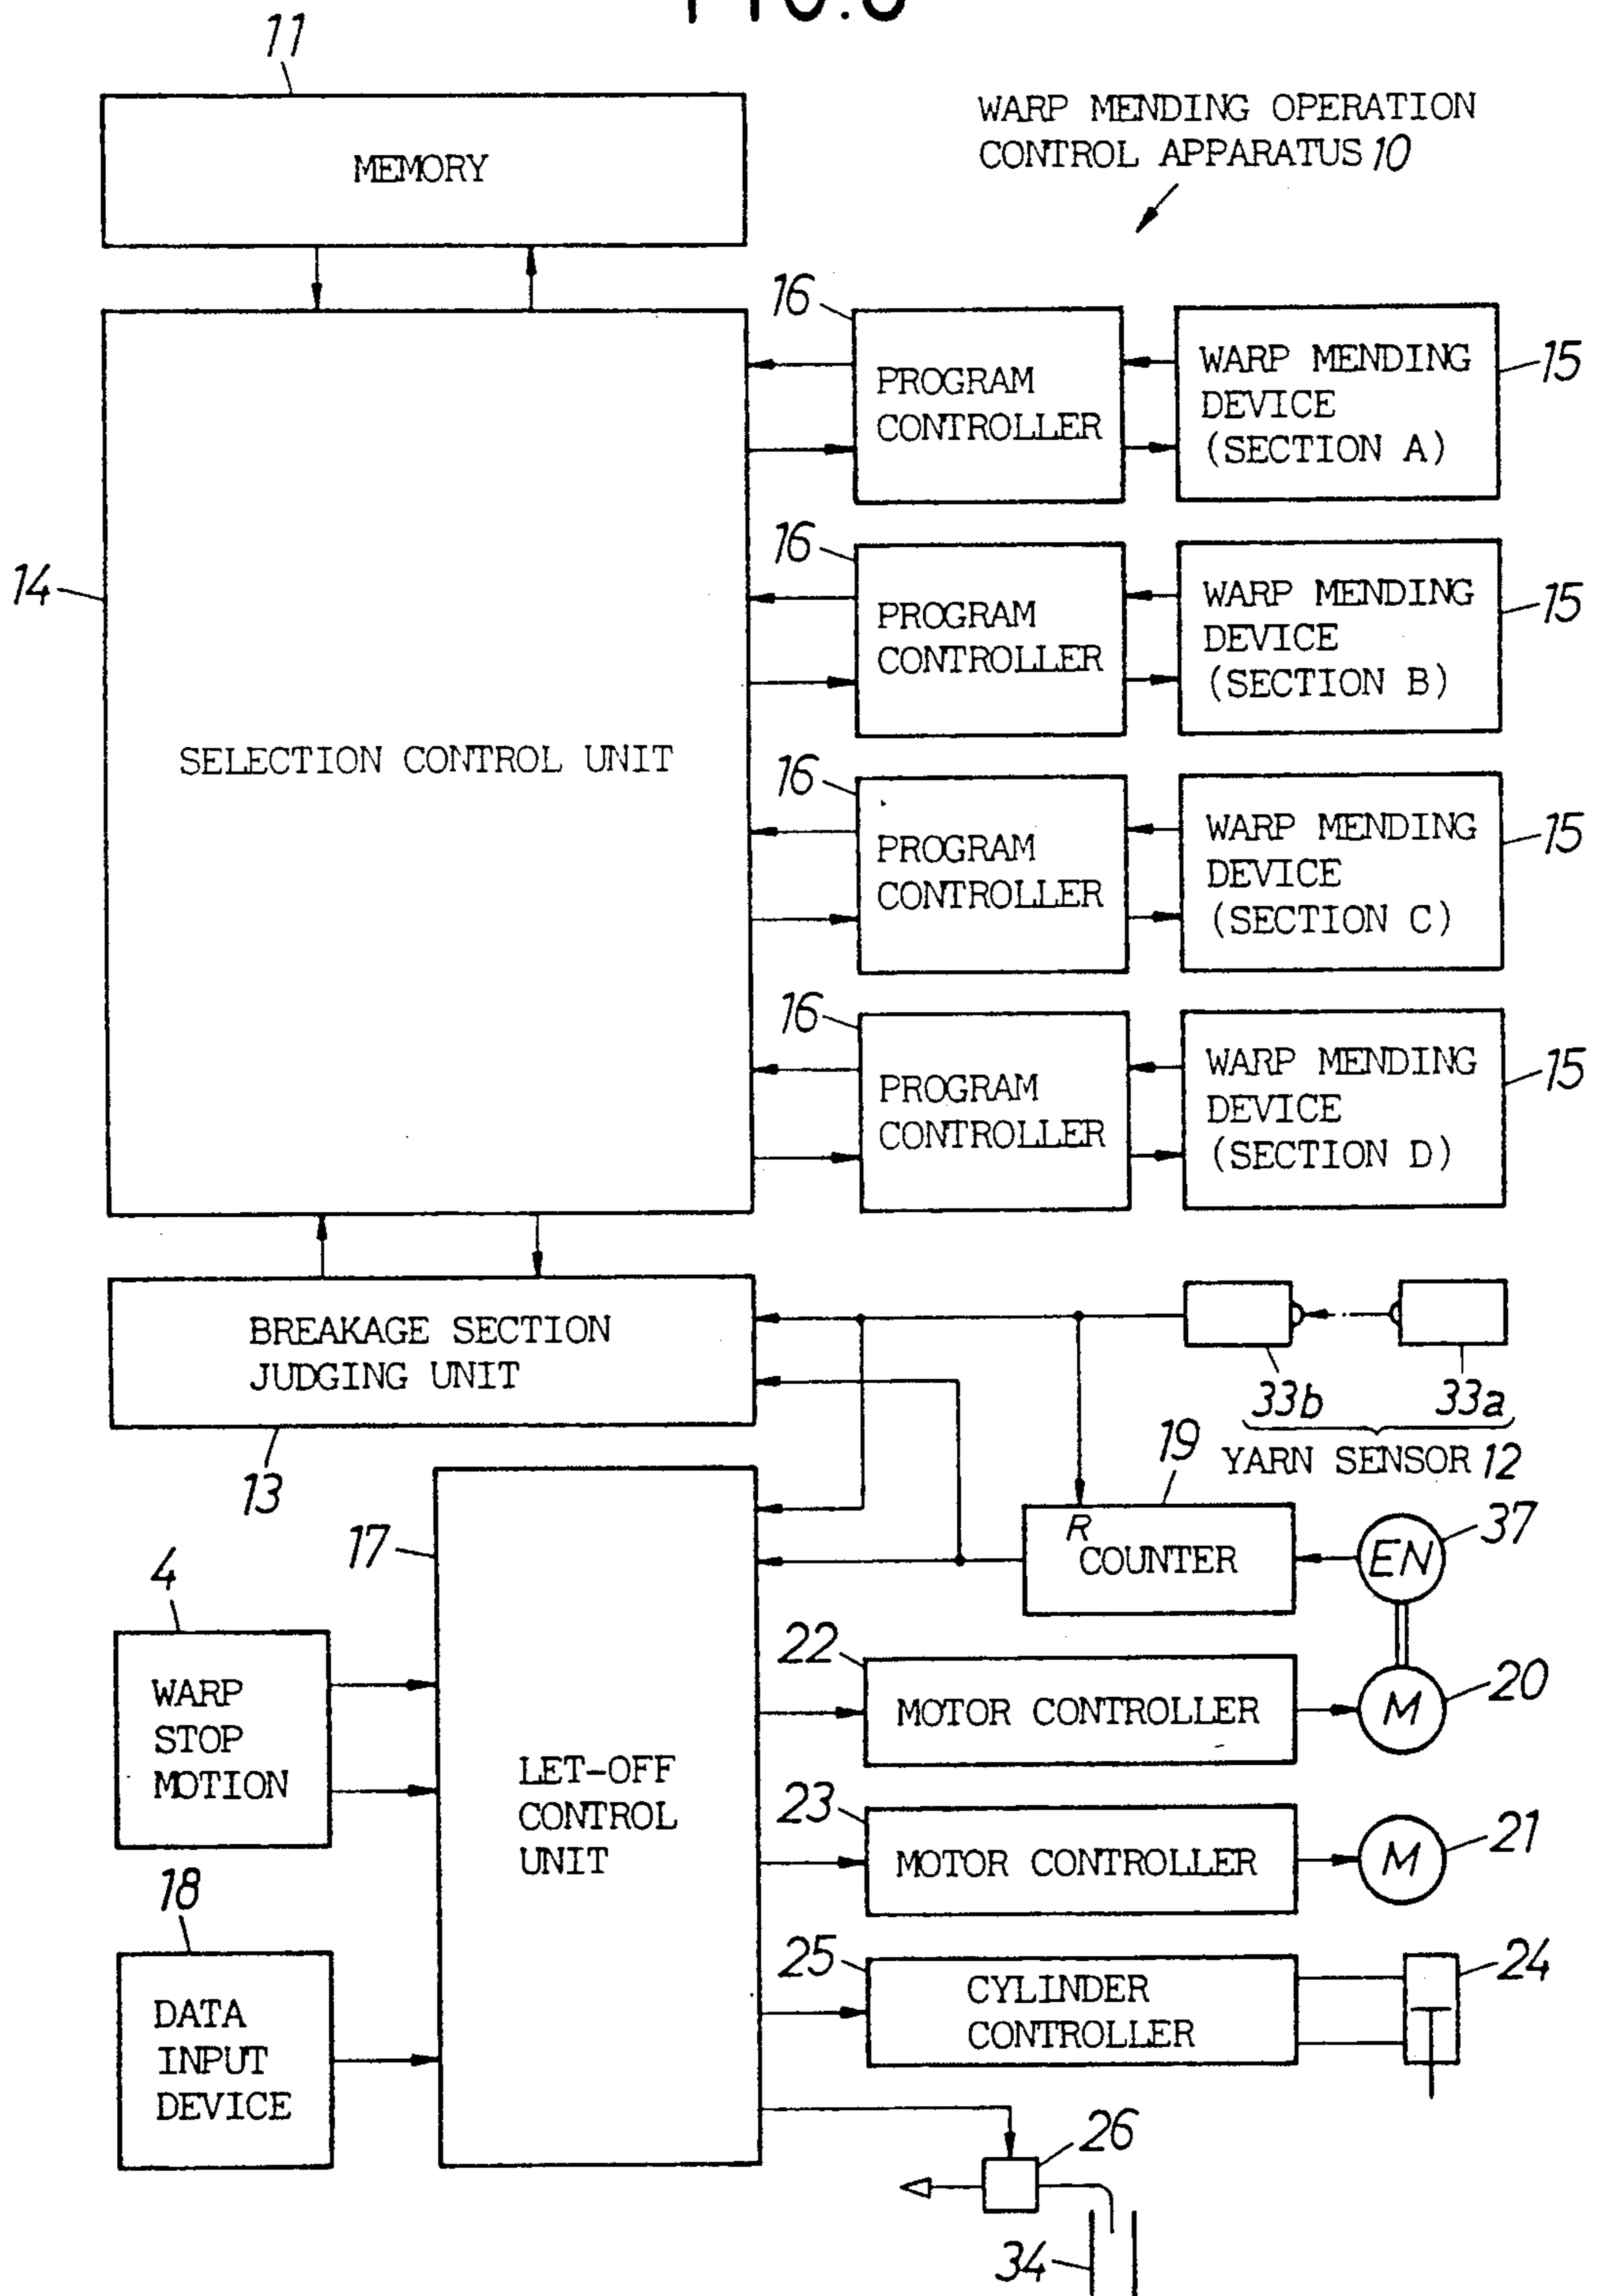 11
WARP MENDING OPERATION
CONTROL APPARATUS 10
MEMORY
16
PROGRAM
CONTROLLER
WARP MENDING
DEVICE
(SECTION A)
15
14
SELECTION CONTROL UNIT
16
PROGRAM
CONTROLLER
WARP MENDING
DEVICE
(SECTION B)
15
16
PROGRAM
CONTROLLER
WARP MENDING
DEVICE
(SECTION C)
15
16
PROGRAM
CONTROLLER
WARP MENDING
DEVICE
(SECTION D)
15
BREAKAGE SECTION
JUDGING UNIT
13
33b
33a
YARN SENSOR 12
19
R
COUNTER
EN
37
17
LET-OFF
CONTROL
UNIT
4
WARP
STOP
MOTION
22
MOTOR CONTROLLER
M
20
23
MOTOR CONTROLLER
M
21
18
DATA
INPUT
DEVICE
25
CYLINDER
CONTROLLER
24
26
34